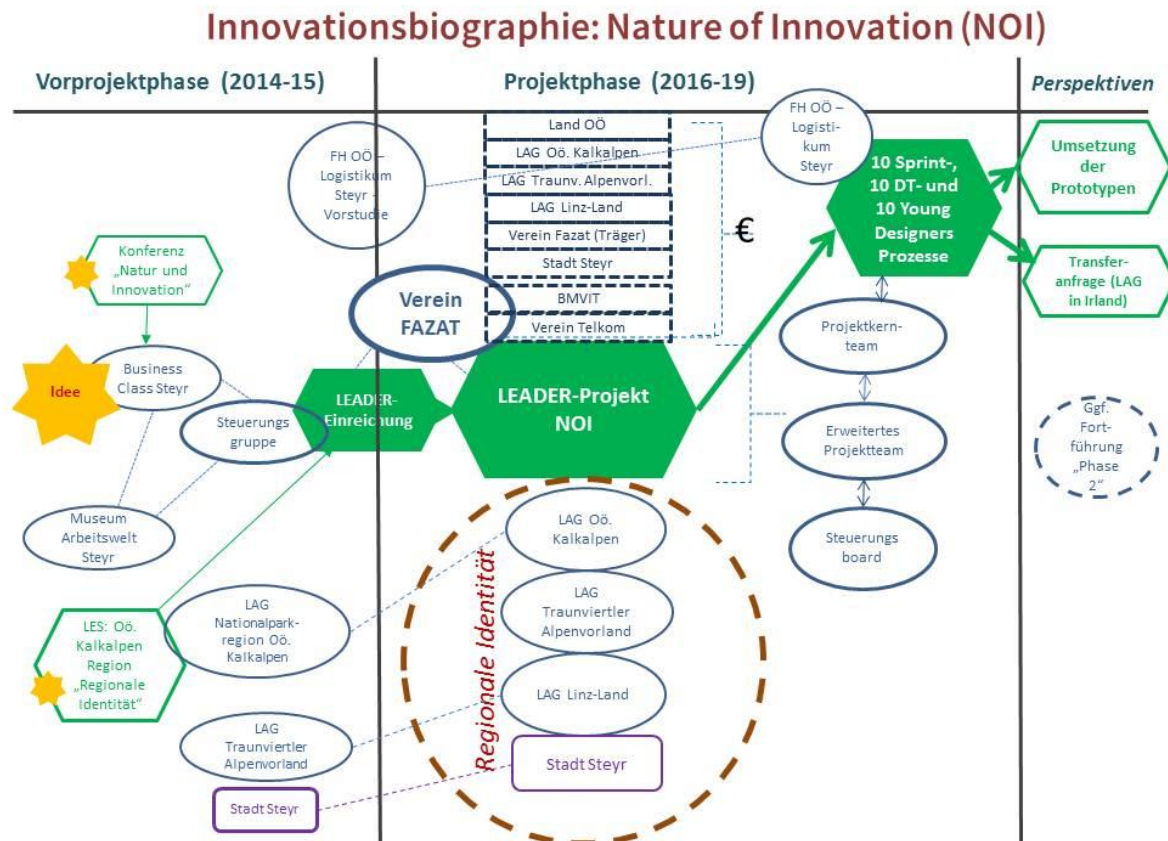 Innovationsbiographie: Nature of Innovation (NOI)
Vorprojektphase (2014-15)
Projektphase (2016-19)
Perspektiven
FH OÖ –
Logistikum
Steyr -
Vorstudie
Konferenz
„Natur und
Innovation“
Idee
Business
Class Steyr
Steuerungs
gruppe
Museum
Arbeitswelt
Steyr
LES: Oö.
Kalkalpen
Region
„Regionale
Identität“
LAG
Nationalpark-
region Oö.
Kalkalpen
LAG
Traunviertler
Alpenvorland
Stadt Steyr
LEADER-
Einreichung
Verein
FAZAT
Land OÖ
LAG Oö. Kalkalpen
LAG Traunv. Alpenvorl.
LAG Linz-Land
Verein Fazat (Träger)
Stadt Steyr
BMVIT
Verein Telkom
€
LEADER-Projekt
NOI
Regionale Identität
LAG Oö.
Kalkalpen
LAG
Traunviertler
Alpenvorland
LAG Linz-Land
Stadt Steyr
FH OÖ –
Logisti-
kum
Steyr
10 Sprint-,
10 DT- und
10 Young
Designers
Prozesse
Projektkern-
team
Erweitertes
Projektteam
Steuerungs
board
Umsetzung
der
Prototypen
Transfer-
anfrage (LAG
in Irland)
Ggf.
Fort-
führung
„Phase
2“